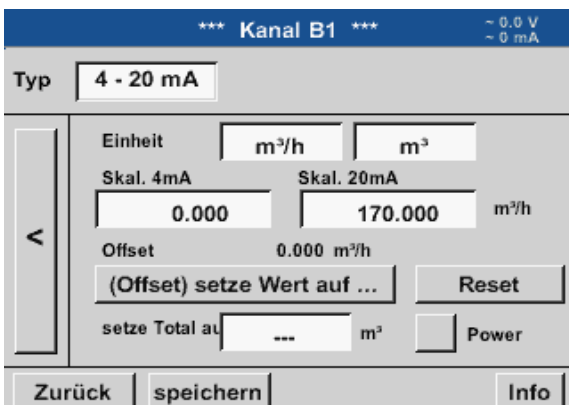 *** Kanal B1 ***
~ 0.0 V
~ 0 mA
Typ 4 - 20 mA
Einheit m³/h m³
Skal. 4mA Skal. 20mA
0.000 170.000 m³/h
<
Offset 0.000 m³/h
(Offset) setze Wert auf ... Reset
setze Total au --- m³ Power
Zurück speichern Info